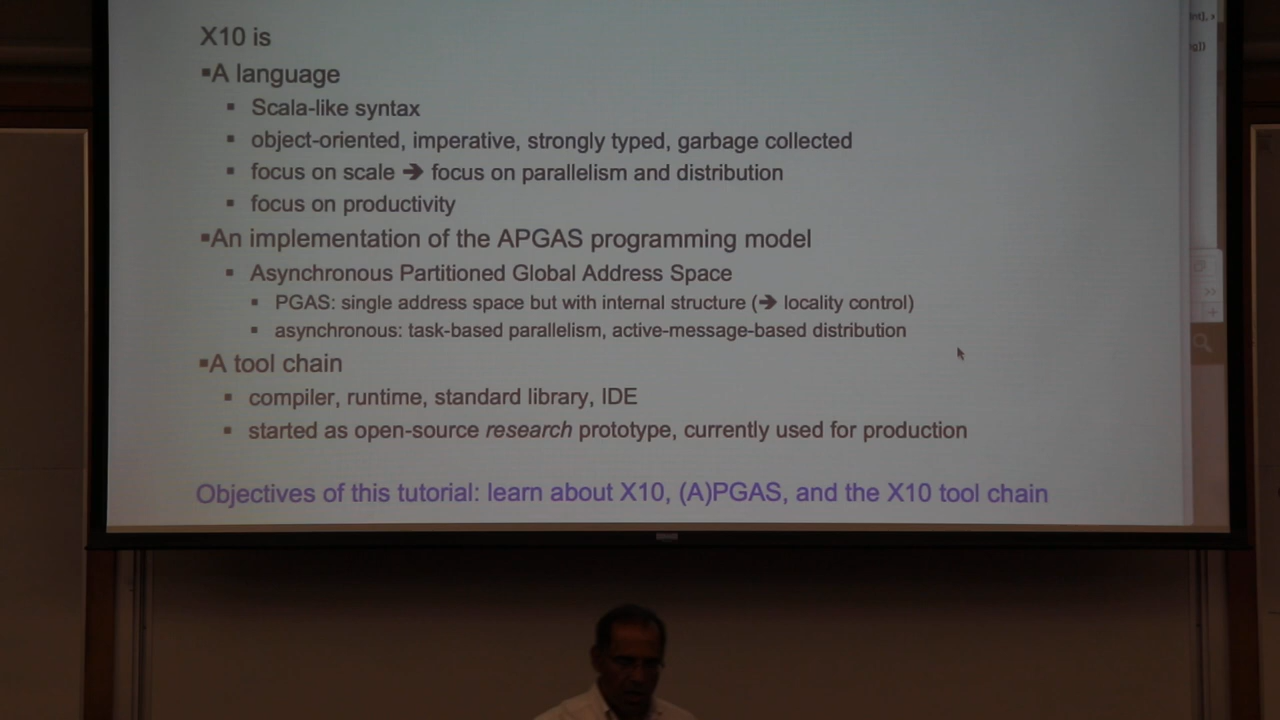 X10 is
▪A language
▪ Scala-like syntax
▪ object-oriented, imperative, strongly typed, garbage collected
▪ focus on scale ➔ focus on parallelism and distribution
▪ focus on productivity
▪An implementation of the APGAS programming model
▪ Asynchronous Partitioned Global Address Space
▪ PGAS: single address space but with internal structure (➔ locality control)
▪ asynchronous: task-based parallelism, active-message-based distribution
▪A tool chain
▪ compiler, runtime, standard library, IDE
▪ started as open-source research prototype, currently used for production
Objectives of this tutorial: learn about X10, (A)PGAS, and the X10 tool chain